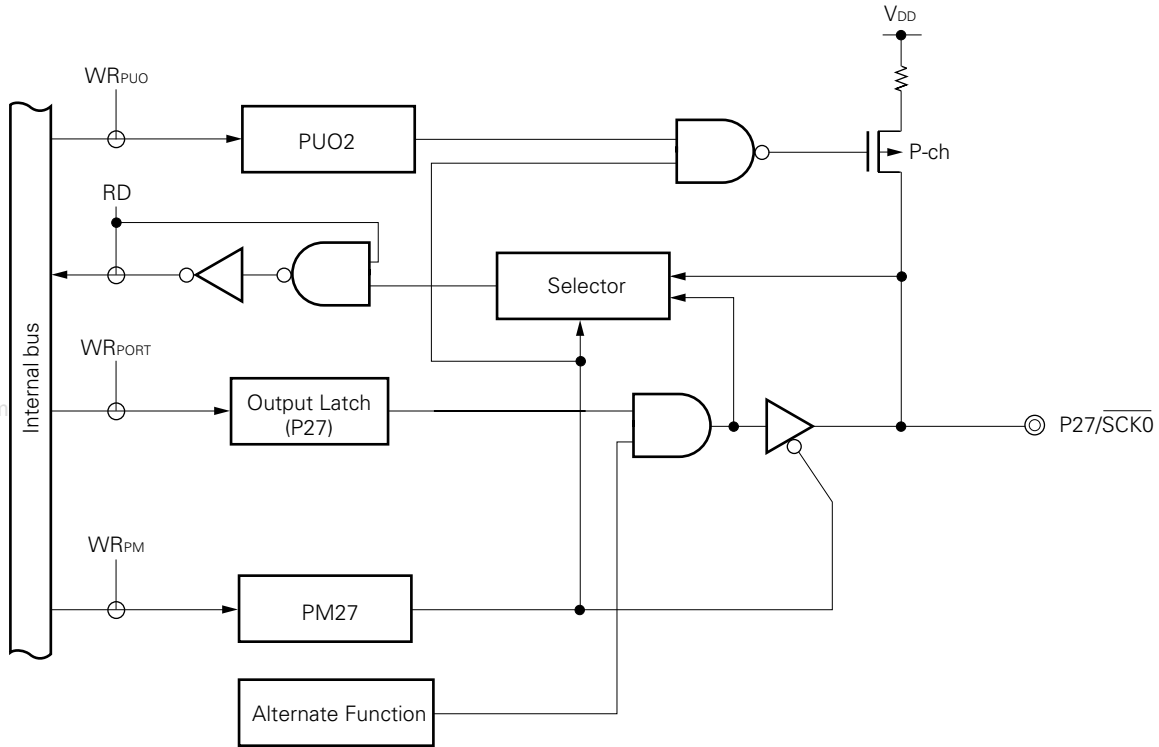 VDD
WRPUO
PUO2
P-ch
RD
Selector
Internal bus
WRPORT
Output Latch
(P27)
P27/SCK0
WRPM
PM27
Alternate Function